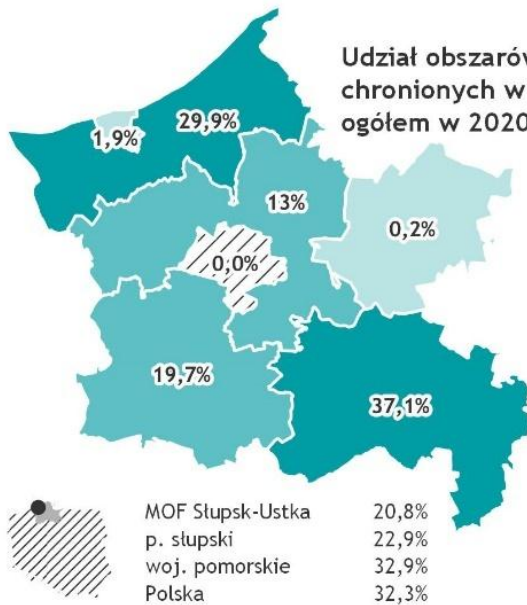 Udział obszarów
chronionych w
ogółem w 2020
1,9%
29,9%
13%
0,2%
0,0%
19,7%
37,1%
MOF Słupsk-Ustka 20,8%
p. słupski 22,9%
woj. pomorskie 32,9%
Polska 32,3%